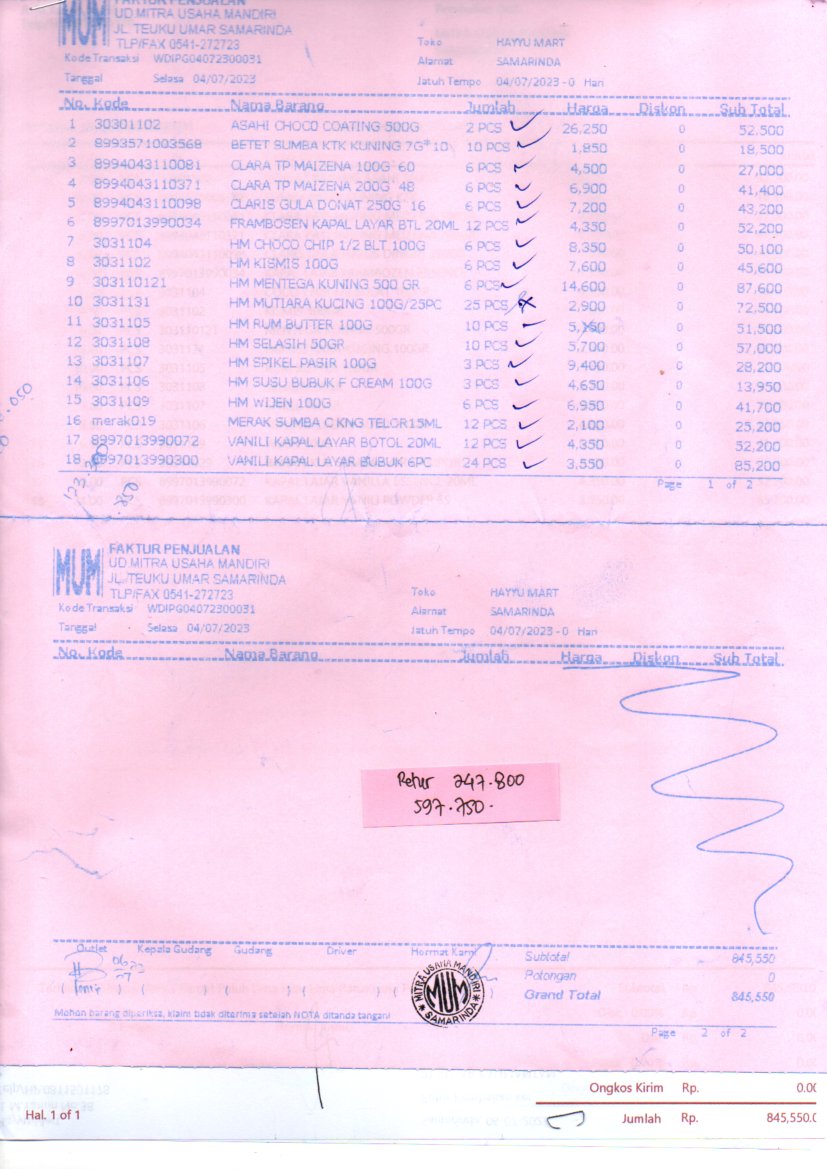 FAKTUR PENJUALAN
MUM UD MITRA USAHA MANDIRI
JL. TEUKU UMAR SAMARINDA
TLP/FAX 0541-272723
Toko HAYYU MART
Kode Transaksi WDIPG04072300031
Alamat SAMARINDA
Tanggal Selasa 04/07/2023
Jatuh Tempo 04/07/2023 - 0 Hari
No. Kode Nama Barang Jumlah Harga Diskon Sub Total
1 30301102 ASAHI CHOCO COATING 500G 2 PCS 26,250 0 52,500
2 8993571003568 BETET SUMBA KTK KUNING 7G*10 10 PCS 1,850 0 18,500
3 8994043110081 CLARA TP MAIZENA 100G`60 6 PCS 4,500 0 27,000
4 8994043110371 CLARA TP MAIZENA 200G`48 6 PCS 6,900 0 41,400
5 8994043110098 CLARIS GULA DONAT 250G`16 6 PCS 7,200 0 43,200
6 8997013990034 FRAMBOSEN KAPAL LAYAR BTL 20ML 12 PCS 4,350 0 52,200
7 3031104 HM CHOCO CHIP 1/2 BLT 100G 6 PCS 8,350 0 50,100
8 3031102 HM KISMIS 100G 6 PCS 7,600 0 45,600
9 303110121 HM MENTEGA KUNING 500 GR 6 PCS 14,600 0 87,600
10 3031131 HM MUTIARA KUCING 100G/25PC 25 PCS 2,900 0 72,500
11 3031105 HM RUM BUTTER 100G 10 PCS 5,150 0 51,500
12 3031108 HM SELASIH 50GR 10 PCS 5,700 0 57,000
13 3031107 HM SPIKEL PASIR 100G 3 PCS 9,400 0 28,200
14 3031106 HM SUSU BUBUK F CREAM 100G 3 PCS 4,650 0 13,950
15 3031109 HM WIJEN 100G 6 PCS 6,950 0 41,700
16 merak019 MERAK SUMBA C KNG TELOR15ML 12 PCS 2,100 0 25,200
17 8997013990072 VANILI KAPAL LAYAR BOTOL 20ML 12 PCS 4,350 0 52,200
18 8997013990300 VANILI KAPAL LAYAR BUBUK 6PC 24 PCS 3,550 0 85,200
Page 1 of 2
FAKTUR PENJUALAN
MUM UD MITRA USAHA MANDIRI
JL. TEUKU UMAR SAMARINDA
TLP/FAX 0541-272723
Toko HAYYU MART
Kode Transaksi WDIPG04072300031
Alamat SAMARINDA
Tanggal Selasa 04/07/2023
Jatuh Tempo 04/07/2023 - 0 Hari
No. Kode Nama Barang Jumlah Harga Diskon Sub Total
Retur 247.800
597.750.
Outlet Kepala Gudang Gudang Driver Hormat Kami
Subtotal 845,550
Potongan 0
Grand Total 845,550
MITRA USAHA MANDIRI
MUM
SAMARINDA
Mohon barang diperiksa, klaim tidak diterima setelah NOTA ditanda tangani
Page 2 of 2
Ongkos Kirim Rp. 0.00
Hal. 1 of 1
Jumlah Rp. 845,550.0